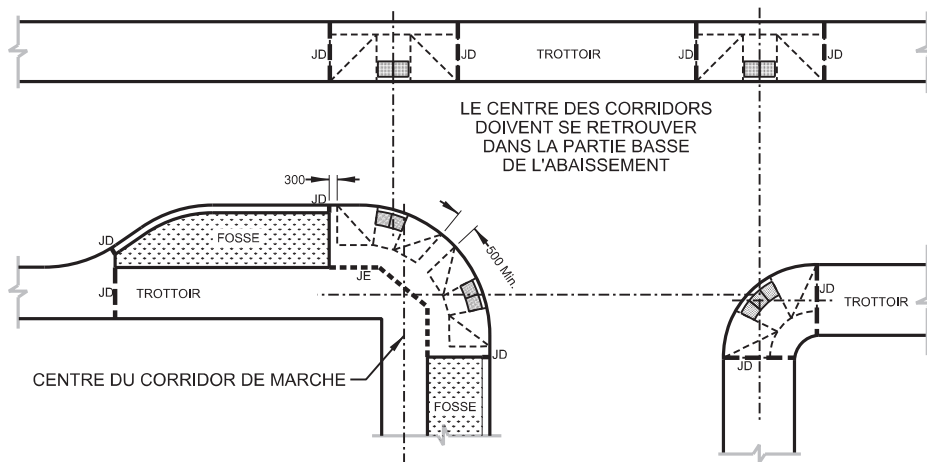 JD
JD
TROTTOIR
JD
JD
LE CENTRE DES CORRIDORS
DOIVENT SE RETROUVER
DANS LA PARTIE BASSE
DE L'ABAISSEMENT
300
JD
FOSSE
JD
500 Min.
JE
JD
TROTTOIR
JD
TROTTOIR
JD
JD
CENTRE DU CORRIDOR DE MARCHE
FOSSE